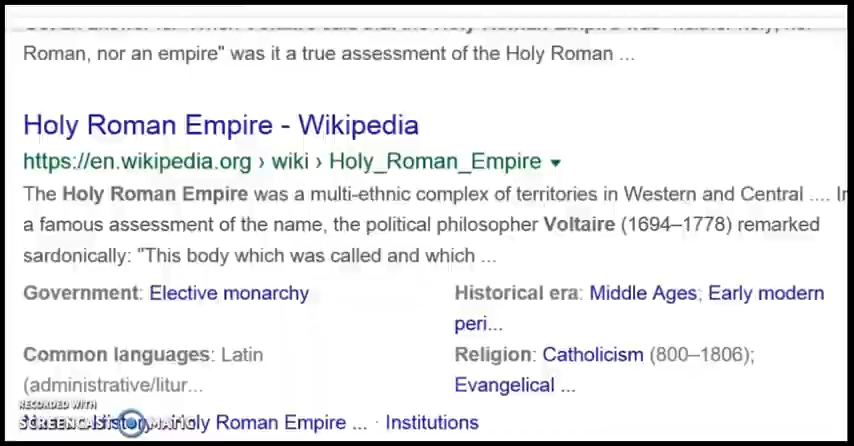 Roman, nor an empire" was it a true assessment of the Holy Roman ...
Holy Roman Empire - Wikipedia
https://en.wikipedia.org › wiki › Holy_Roman_Empire
The Holy Roman Empire was a multi-ethnic complex of territories in Western and Central .... In
a famous assessment of the name, the political philosopher Voltaire (1694–1778) remarked
sardonically: "This body which was called and which ...
Government: Elective monarchy
Historical era: Middle Ages; Early modern
peri...
Common languages: Latin
(administrative/litur...
Religion: Catholicism (800–1806);
Evangelical ...
RECORDED WITH
SCREENCAST-O-MATIC
History · Holy Roman Empire ... · Institutions